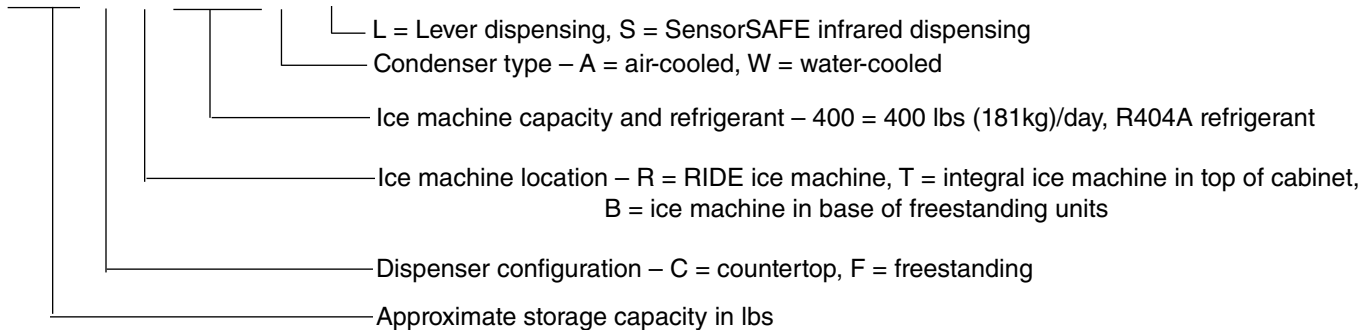 L = Lever dispensing, S = SensorSAFE infrared dispensing
Condenser type – A = air-cooled, W = water-cooled
Ice machine capacity and refrigerant – 400 = 400 lbs (181kg)/day, R404A refrigerant
Ice machine location – R = RIDE ice machine, T = integral ice machine in top of cabinet,
B = ice machine in base of freestanding units
Dispenser configuration – C = countertop, F = freestanding
Approximate storage capacity in lbs